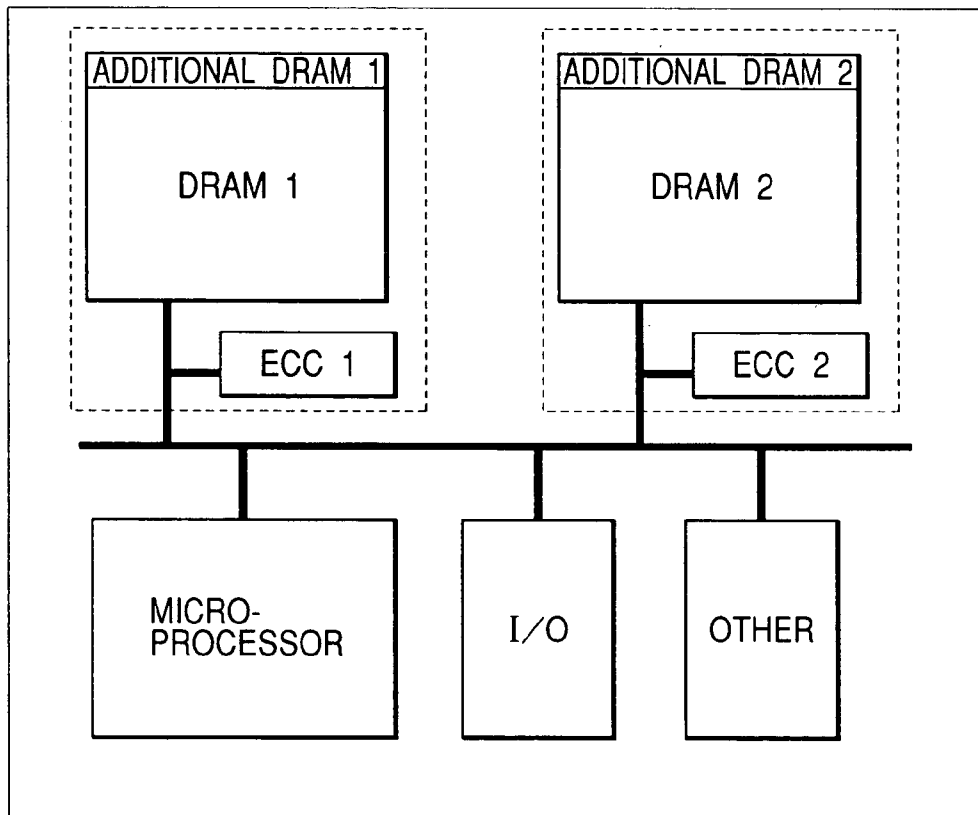 ADDITIONAL DRAM 1
DRAM 1
ECC 1
ADDITIONAL DRAM 2
DRAM 2
ECC 2
MICRO-
PROCESSOR
I/O
OTHER